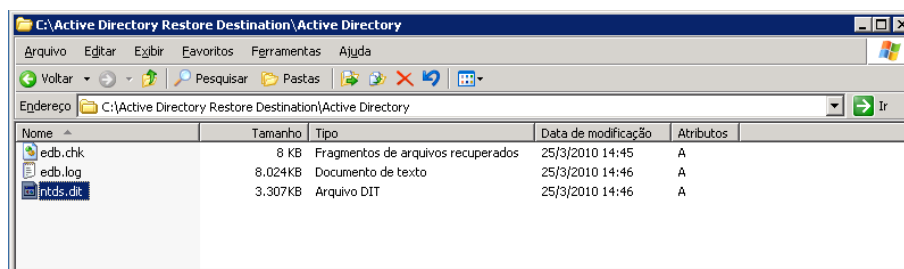 C:\Active Directory Restore Destination\Active Directory
Arquivo Editar Exibir Favoritos Ferramentas Ajuda
Voltar Pesquisar Pastas
Endereço C:\Active Directory Restore Destination\Active Directory Ir
Nome Tamanho Tipo Data de modificação Atributos
edb.chk 8 KB Fragmentos de arquivos recuperados 25/3/2010 14:45 A
edb.log 8.024KB Documento de texto 25/3/2010 14:46 A
ntds.dit 3.307KB Arquivo DIT 25/3/2010 14:46 A